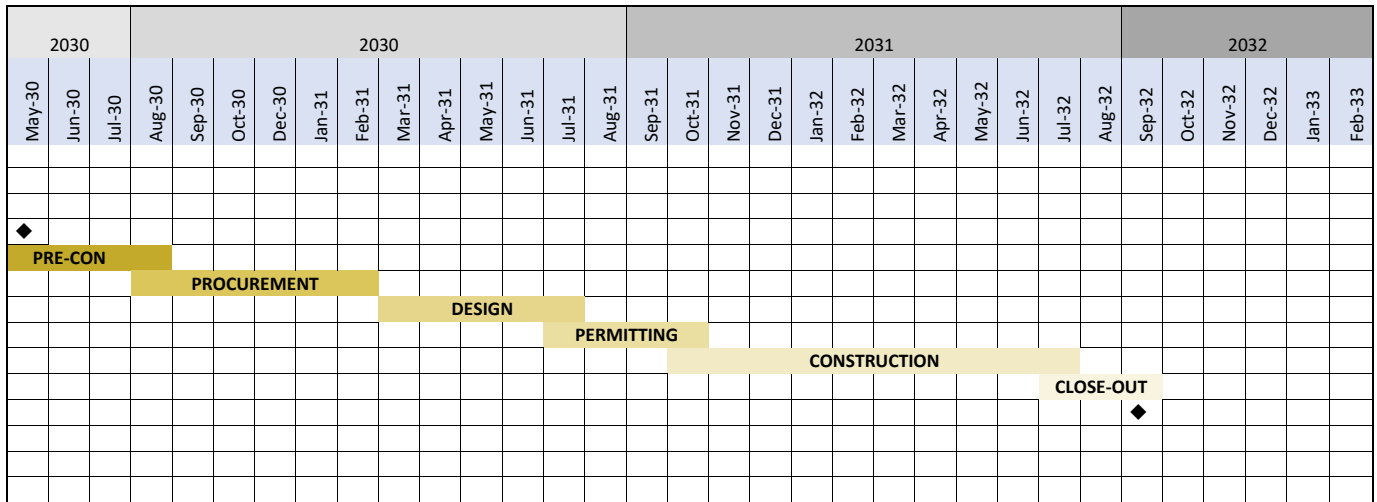 2030 2030 2031 2032
May-30 Jun-30 Jul-30 Aug-30 Sep-30 Oct-30 Dec-30 Jan-31 Feb-31 Mar-31 Apr-31 May-31 Jun-31 Jul-31 Aug-31 Sep-31 Oct-31 Nov-31 Dec-31 Jan-32 Feb-32 Mar-32 Apr-32 May-32 Jun-32 Jul-32 Aug-32 Sep-32 Oct-32 Nov-32 Dec-32 Jan-33 Feb-33
PRE-CON
PROCUREMENT
DESIGN
PERMITTING
CONSTRUCTION
CLOSE-OUT